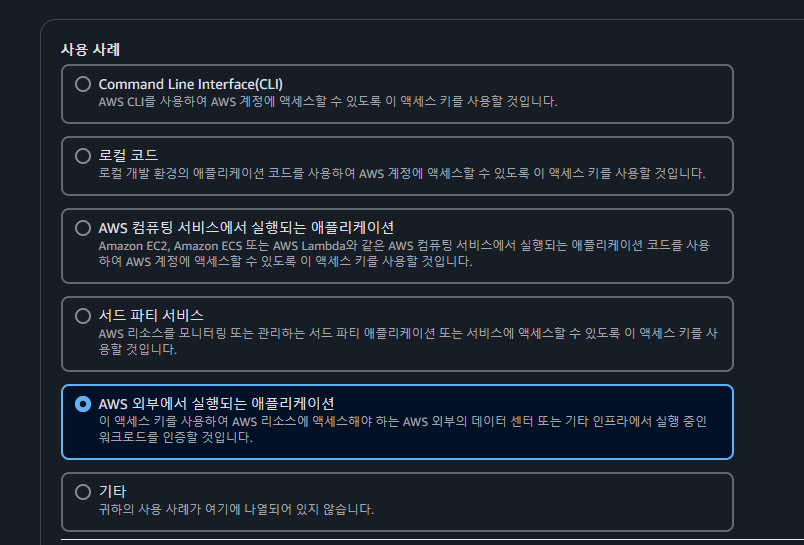 사용 사례
Command Line Interface(CLI)
AWS CLI를 사용하여 AWS 계정에 액세스할 수 있도록 이 액세스 키를 사용할 것입니다.
로컬 코드
로컬 개발 환경의 애플리케이션 코드를 사용하여 AWS 계정에 액세스할 수 있도록 이 액세스 키를 사용할 것입니다.
AWS 컴퓨팅 서비스에서 실행되는 애플리케이션
Amazon EC2, Amazon ECS 또는 AWS Lambda와 같은 AWS 컴퓨팅 서비스에서 실행되는 애플리케이션 코드를 사용
하여 AWS 계정에 액세스할 수 있도록 이 액세스 키를 사용할 것입니다.
서드 파티 서비스
AWS 리소스를 모니터링 또는 관리하는 서드 파티 애플리케이션 또는 서비스에 액세스할 수 있도록 이 액세스 키를 사
용할 것입니다.
AWS 외부에서 실행되는 애플리케이션
이 액세스 키를 사용하여 AWS 리소스에 액세스해야 하는 AWS 외부의 데이터 센터 또는 기타 인프라에서 실행 중인
워크로드를 인증할 것입니다.
기타
귀하의 사용 사례가 여기에 나열되어 있지 않습니다.